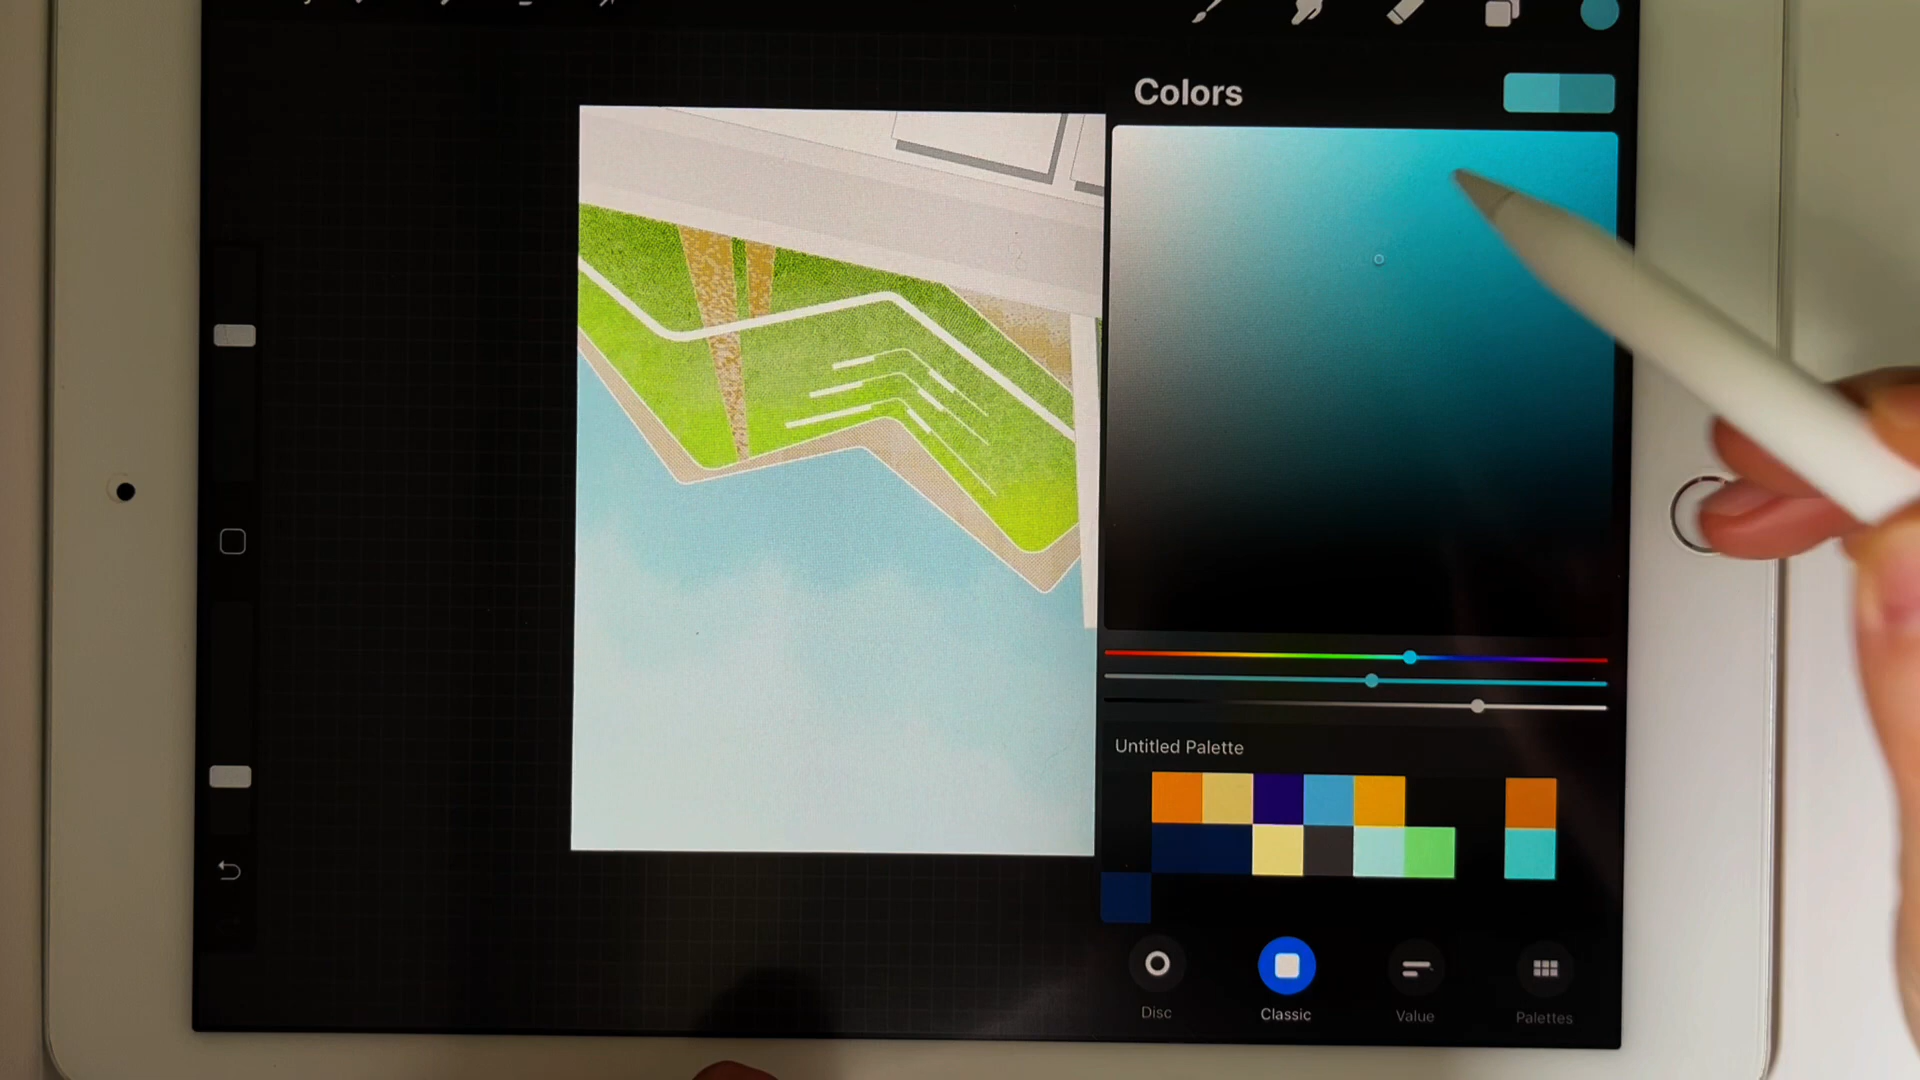 Colors
Untitled Palette
Disc
Classic
Value
Palettes